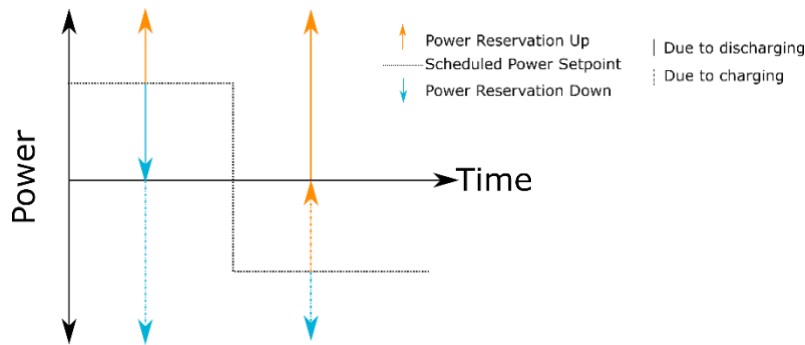 Power Reservation Up
Scheduled Power Setpoint
Power Reservation Down
Due to discharging
Due to charging
Power
Time